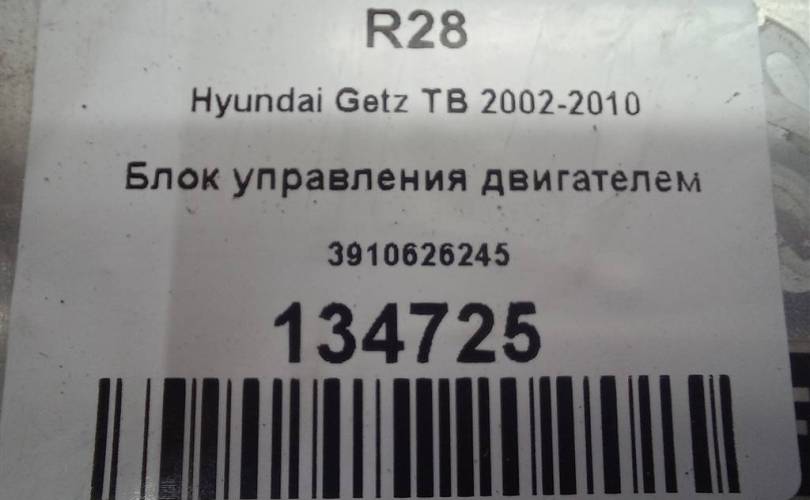 R28
Hyundai Getz TB 2002-2010
Блок управления двигателем
3910626245
134725